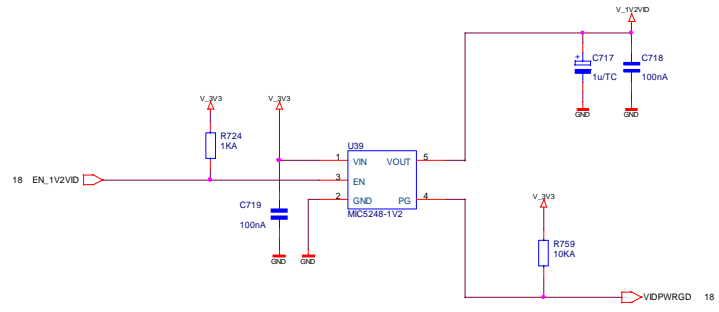 V_1V2VID
C717
1u/TC
C718
100nA
GND
GND
V_3V3
V_3V3
R724
1KA
U39
1 VIN VOUT 5
18 EN_1V2VID
3 EN
2 GND PG 4
MIC5248-1V2
C719
100nA
GND
GND
V_3V3
R759
10KA
VIDPWRGD 18